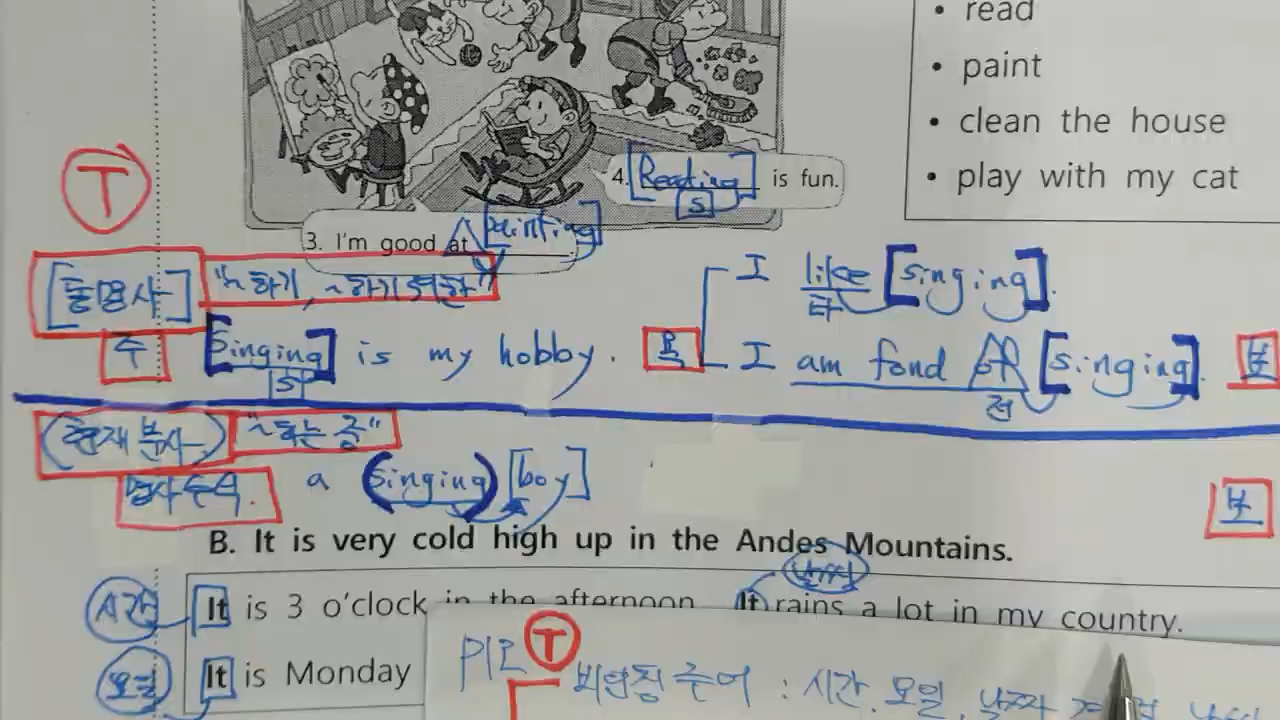 • read
• paint
• clean the house
• play with my cat
4. [Reading] is fun.
S
T
3. I'm good at [painting]
[동명사] "~하기, ~하기 위한"
I like [singing].
타
주 [Singing] is my hobby.
S
목 I am fond of [singing]. 보
전
(현재분사) "~하는 중"
명사수식. a (singing) [boy] 보
B. It is very cold high up in the Andes Mountains.
날씨
시간 It is 3 o'clock in the afternoon It rains a lot in my country.
요일 It is Monday
P12 T 비인칭 주어 : 시간, 요일, 날짜